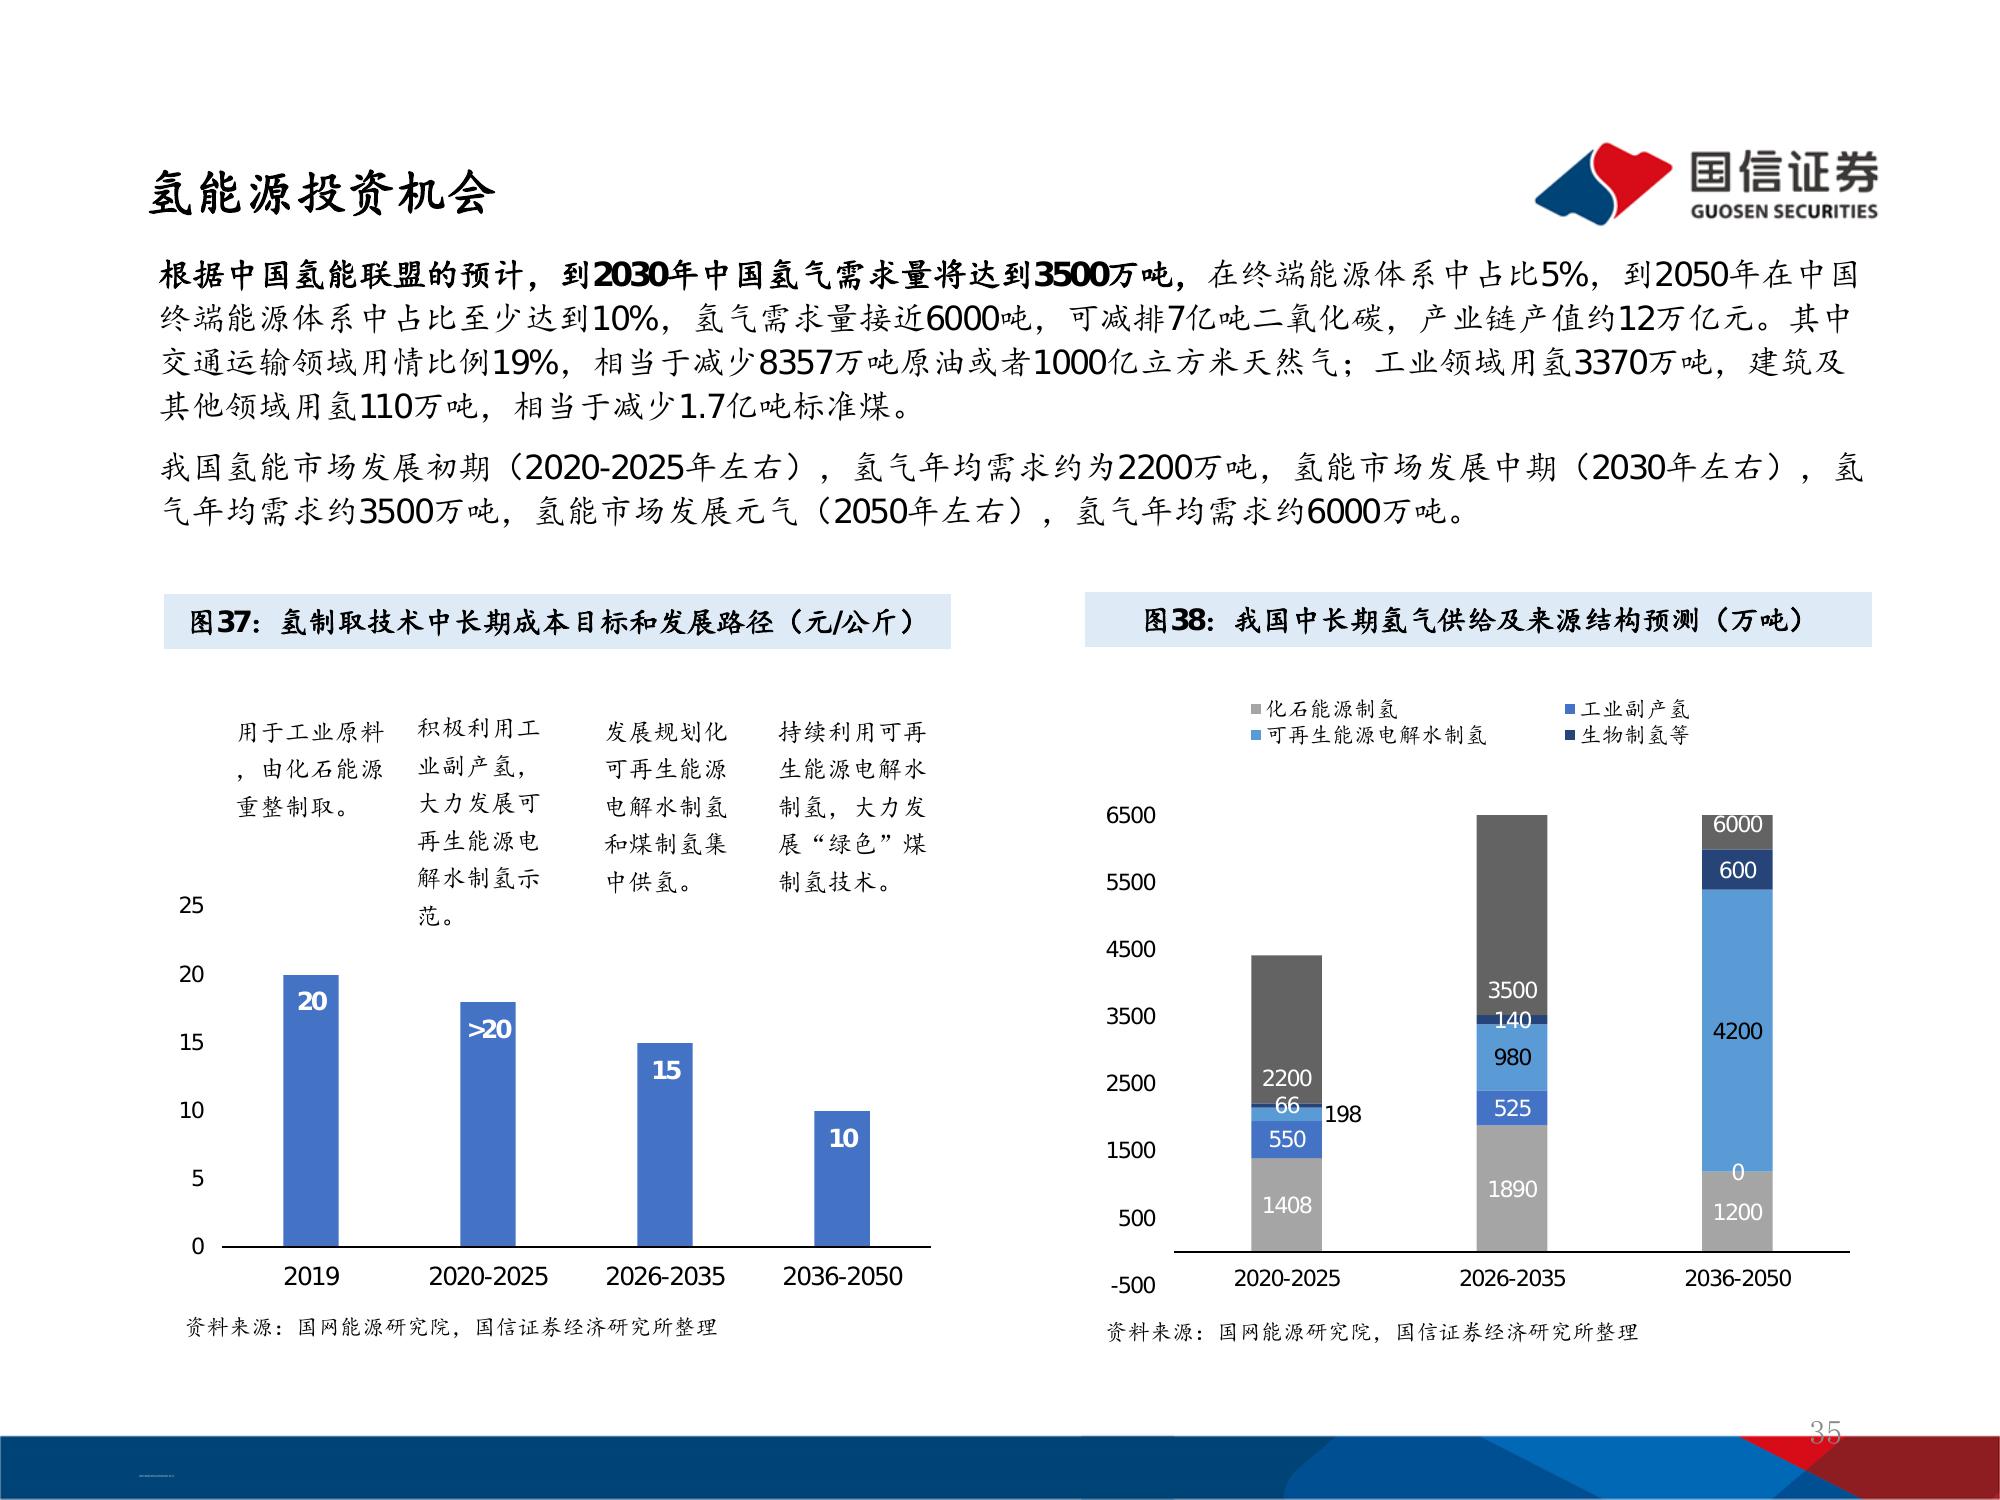 国信证券
GUOSEN SECURITIES
氢能源投资机会
根据中国氢能联盟的预计，到2030年中国氢气需求量将达到3500万吨，在终端能源体系中占比5%，到2050年在中国
终端能源体系中占比至少达到10%，氢气需求量接近6000吨，可减排7亿吨二氧化碳，产业链产值约12万亿元。其中
交通运输领域用情比例19%，相当于减少8357万吨原油或者1000亿立方米天然气；工业领域用氢3370万吨，建筑及
其他领域用氢110万吨，相当于减少1.7亿吨标准煤。
我国氢能市场发展初期（2020-2025年左右），氢气年均需求约为2200万吨，氢能市场发展中期（2030年左右），氢
气年均需求约3500万吨，氢能市场发展元气（2050年左右），氢气年均需求约6000万吨。
图37：氢制取技术中长期成本目标和发展路径（元/公斤）
用于工业原料
，由化石能源
重整制取。
积极利用工
业副产氢，
大力发展可
再生能源电
解水制氢示
范。
发展规划化
可再生能源
电解水制氢
和煤制氢集
中供氢。
持续利用可再
生能源电解水
制氢，大力发
展“绿色”煤
制氢技术。
25
20
15
10
5
0
20
>20
15
10
2019
2020-2025
2026-2035
2036-2050
资料来源：国网能源研究院，国信证券经济研究所整理
图38：我国中长期氢气供给及来源结构预测（万吨）
化石能源制氢
工业副产氢
可再生能源电解水制氢
生物制氢等
6500
5500
4500
3500
2500
1500
500
-500
2200
66
198
550
1408
3500
140
980
525
1890
6000
600
4200
0
1200
2020-2025
2026-2035
2036-2050
资料来源：国网能源研究院，国信证券经济研究所整理
35